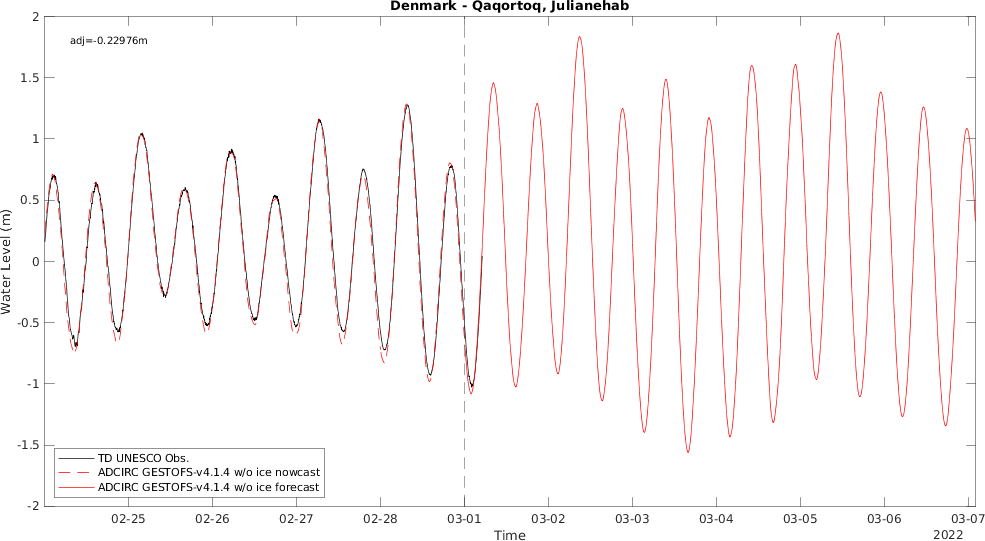 Denmark - Qaqortoq, Julianehab
adj=-0.22976m
2
1.5
1
0.5
0
-0.5
-1
-1.5
-2
Water Level (m)
TD UNESCO Obs.
ADCIRC GESTOFS-v4.1.4 w/o ice nowcast
ADCIRC GESTOFS-v4.1.4 w/o ice forecast
02-25 02-26 02-27 02-28 03-01 03-02 03-03 03-04 03-05 03-06 03-07
Time
2022